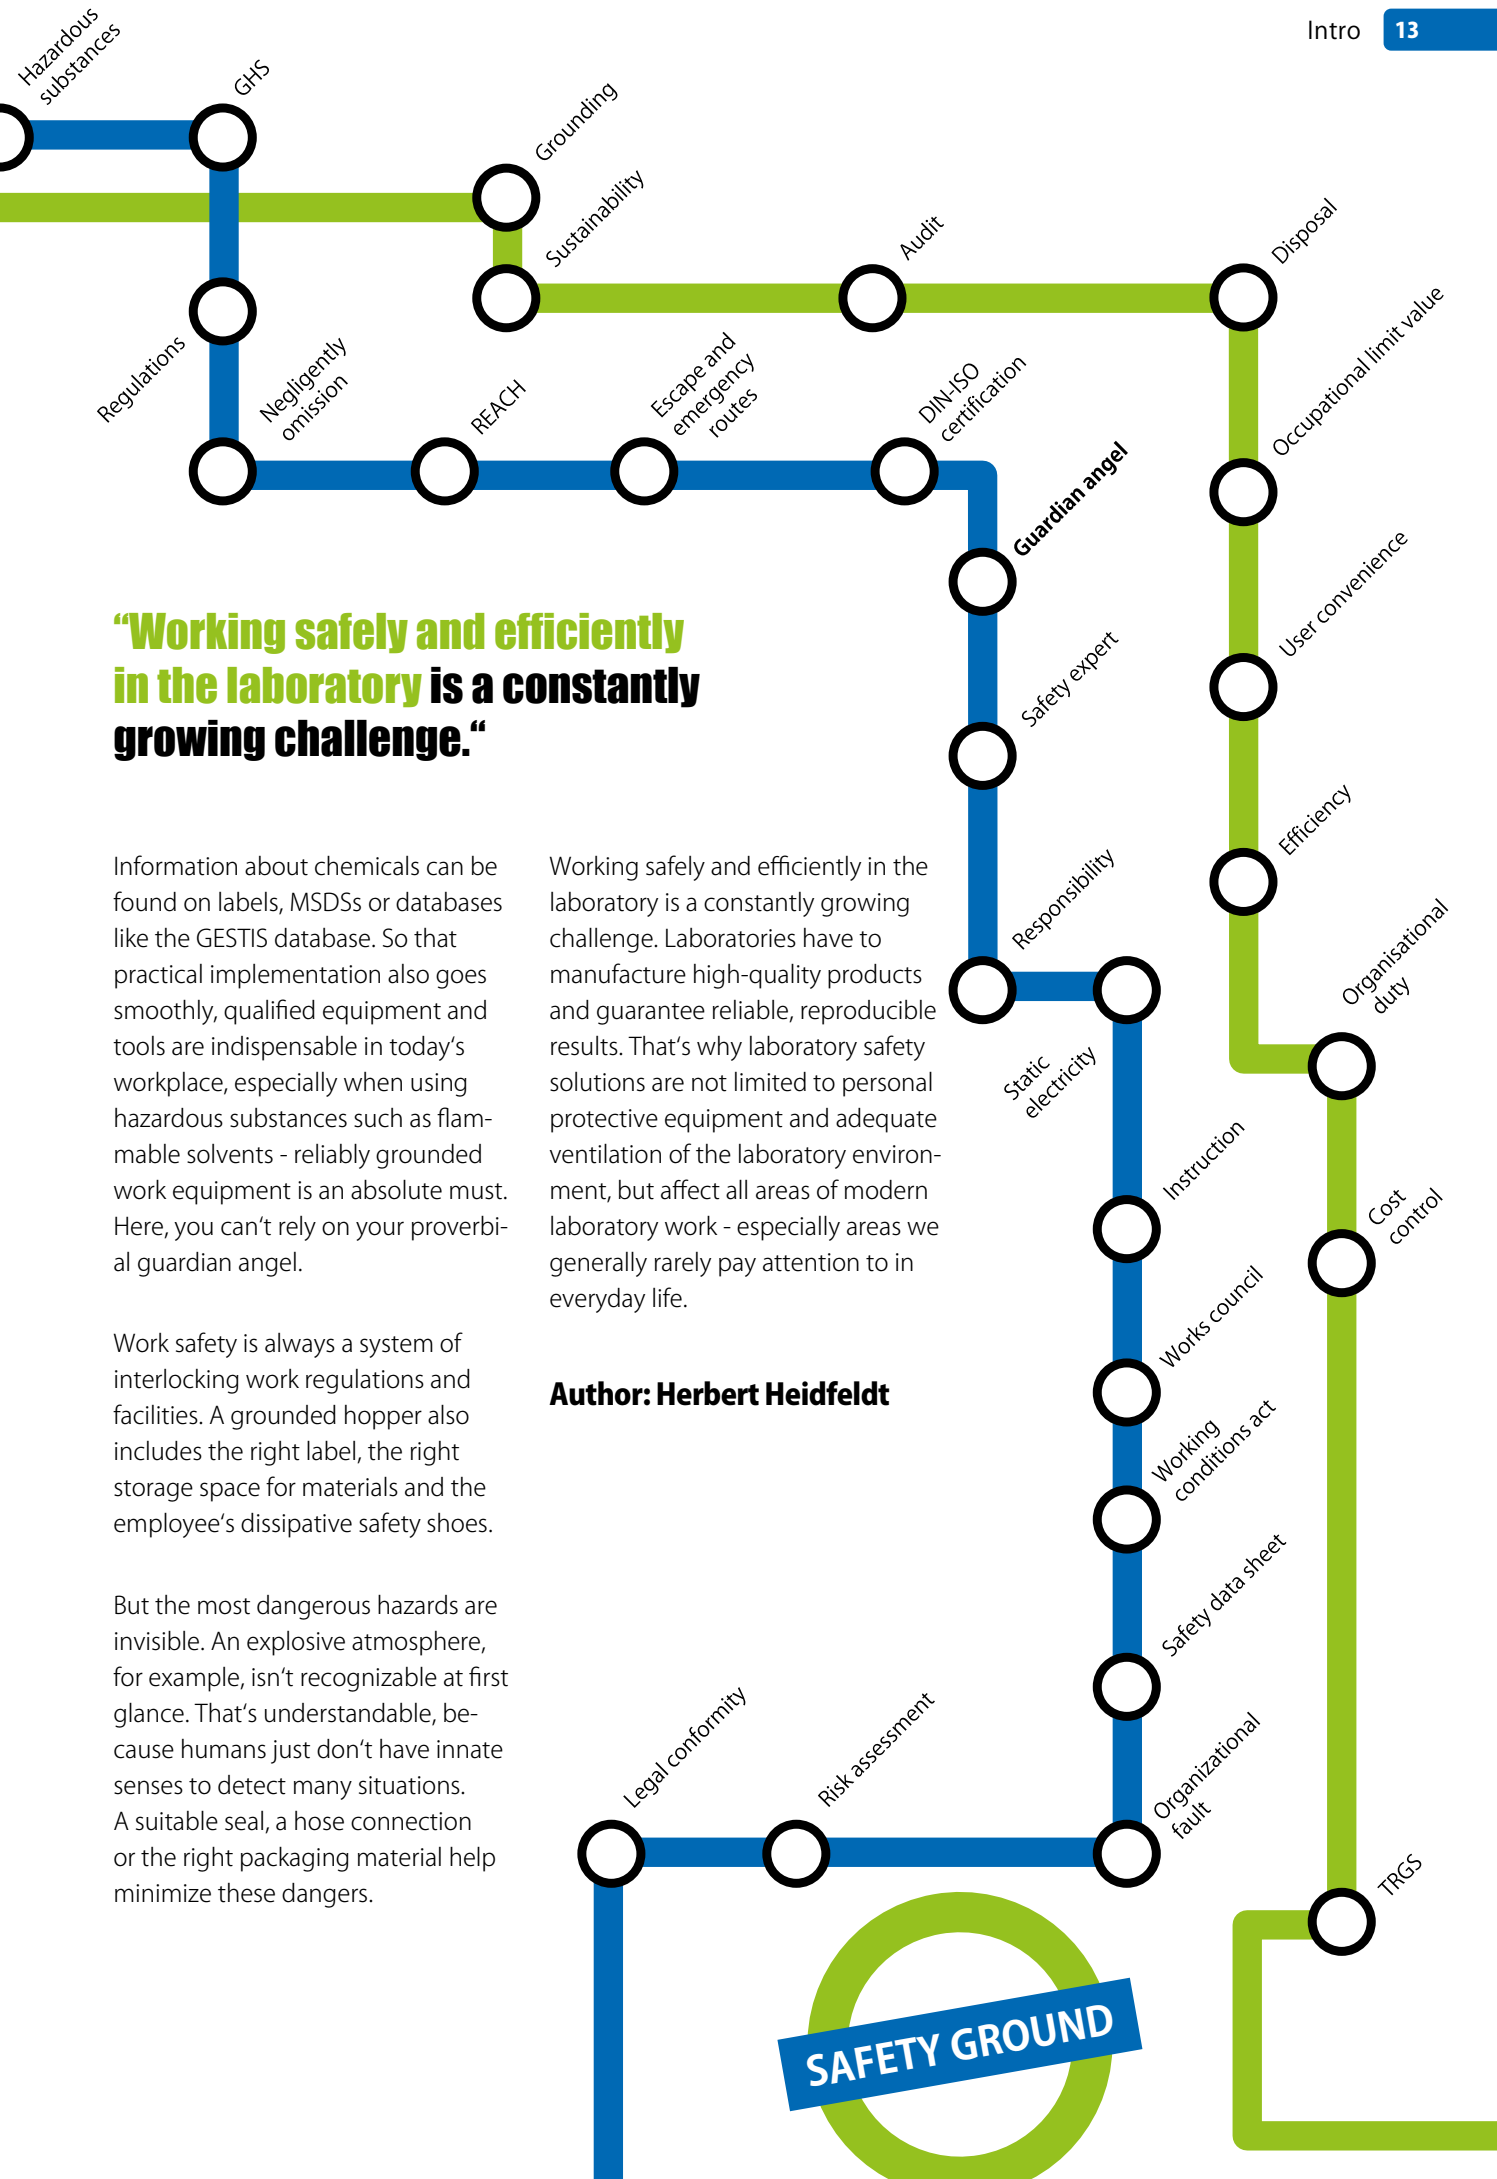 Intro 13
Hazardous
substances
GHS
Grounding
Sustainability
Audit
Disposal
Regulations
Negligently
omission
REACH
Escape and
emergency
routes
DIN-ISO
certification
Occupational limit value
Guardian angel
User convenience
Safety expert
Efficiency
Responsibility
Organisational
duty
Static
electricity
Instruction
Cost
control
Works council
Working
conditions act
Safety data sheet
Organizational
fault
Risk assessment
Legal conformity
TRGS
“Working safely and efficiently
in the laboratory is a constantly
growing challenge.“
Information about chemicals can be
found on labels, MSDSs or databases
like the GESTIS database. So that
practical implementation also goes
smoothly, qualified equipment and
tools are indispensable in today‘s
workplace, especially when using
hazardous substances such as flam-
mable solvents - reliably grounded
work equipment is an absolute must.
Here, you can‘t rely on your proverbi-
al guardian angel.
Work safety is always a system of
interlocking work regulations and
facilities. A grounded hopper also
includes the right label, the right
storage space for materials and the
employee‘s dissipative safety shoes.
But the most dangerous hazards are
invisible. An explosive atmosphere,
for example, isn‘t recognizable at first
glance. That‘s understandable, be-
cause humans just don‘t have innate
senses to detect many situations.
A suitable seal, a hose connection
or the right packaging material help
minimize these dangers.
Working safely and efficiently in the
laboratory is a constantly growing
challenge. Laboratories have to
manufacture high-quality products
and guarantee reliable, reproducible
results. That‘s why laboratory safety
solutions are not limited to personal
protective equipment and adequate
ventilation of the laboratory environ-
ment, but affect all areas of modern
laboratory work - especially areas we
generally rarely pay attention to in
everyday life.
Author: Herbert Heidfeldt
SAFETY GROUND